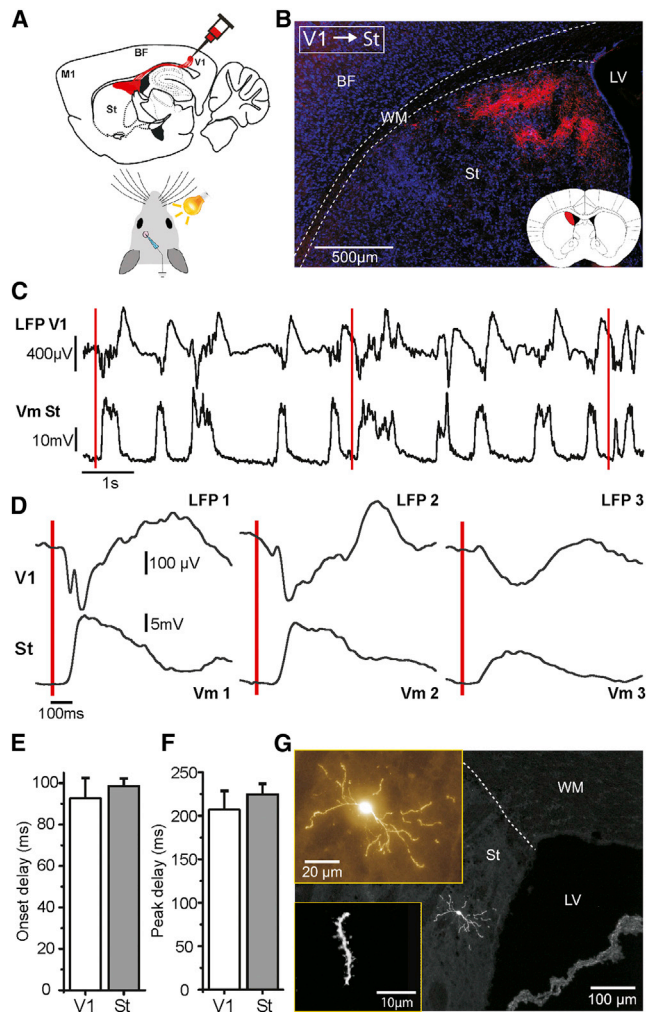 A
BF
V1
M1
St
B
V1 → St
BF
LV
WM
St
500µm
C
LFP V1
400µV
Vm St
10mV
1s
D
LFP 1
LFP 2
LFP 3
V1
100 µV
St
5mV
Vm 1
Vm 2
Vm 3
100ms
E
Onset delay (ms)
100
80
60
40
20
0
V1
St
F
Peak delay (ms)
250
200
150
100
50
0
V1
St
G
WM
St
LV
20 µm
10µm
100 µm